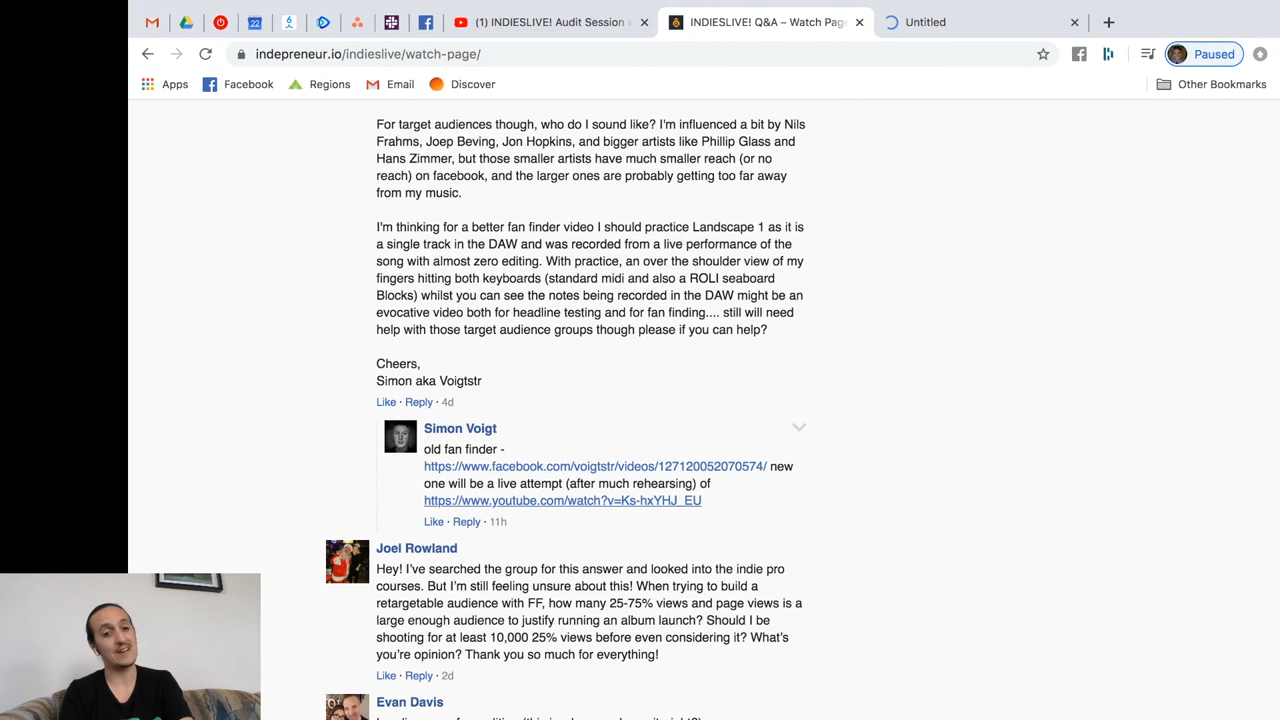 (1) INDIESLIVE! Audit Session
INDIESLIVE! Q&A – Watch Page
Untitled
indepreneur.io/indieslive/watch-page/
Paused
Apps
Facebook
Regions
Email
Discover
Other Bookmarks
For target audiences though, who do I sound like? I'm influenced a bit by Nils
Frahms, Joep Beving, Jon Hopkins, and bigger artists like Phillip Glass and
Hans Zimmer, but those smaller artists have much smaller reach (or no
reach) on facebook, and the larger ones are probably getting too far away
from my music.
I'm thinking for a better fan finder video I should practice Landscape 1 as it is
a single track in the DAW and was recorded from a live performance of the
song with almost zero editing. With practice, an over the shoulder view of my
fingers hitting both keyboards (standard midi and also a ROLI seaboard
Blocks) whilst you can see the notes being recorded in the DAW might be an
evocative video both for headline testing and for fan finding.... still will need
help with those target audience groups though please if you can help?
Cheers,
Simon aka Voigtstr
Like · Reply · 4d
Simon Voigt
old fan finder -
https://www.facebook.com/voigtstr/videos/127120052070574/ new
one will be a live attempt (after much rehearsing) of
https://www.youtube.com/watch?v=Ks-hxYHJ_EU
Like · Reply · 11h
Joel Rowland
Hey! I've searched the group for this answer and looked into the indie pro
courses. But I'm still feeling unsure about this! When trying to build a
retargetable audience with FF, how many 25-75% views and page views is a
large enough audience to justify running an album launch? Should I be
shooting for at least 10,000 25% views before even considering it? What's
you're opinion? Thank you so much for everything!
Like · Reply · 2d
Evan Davis